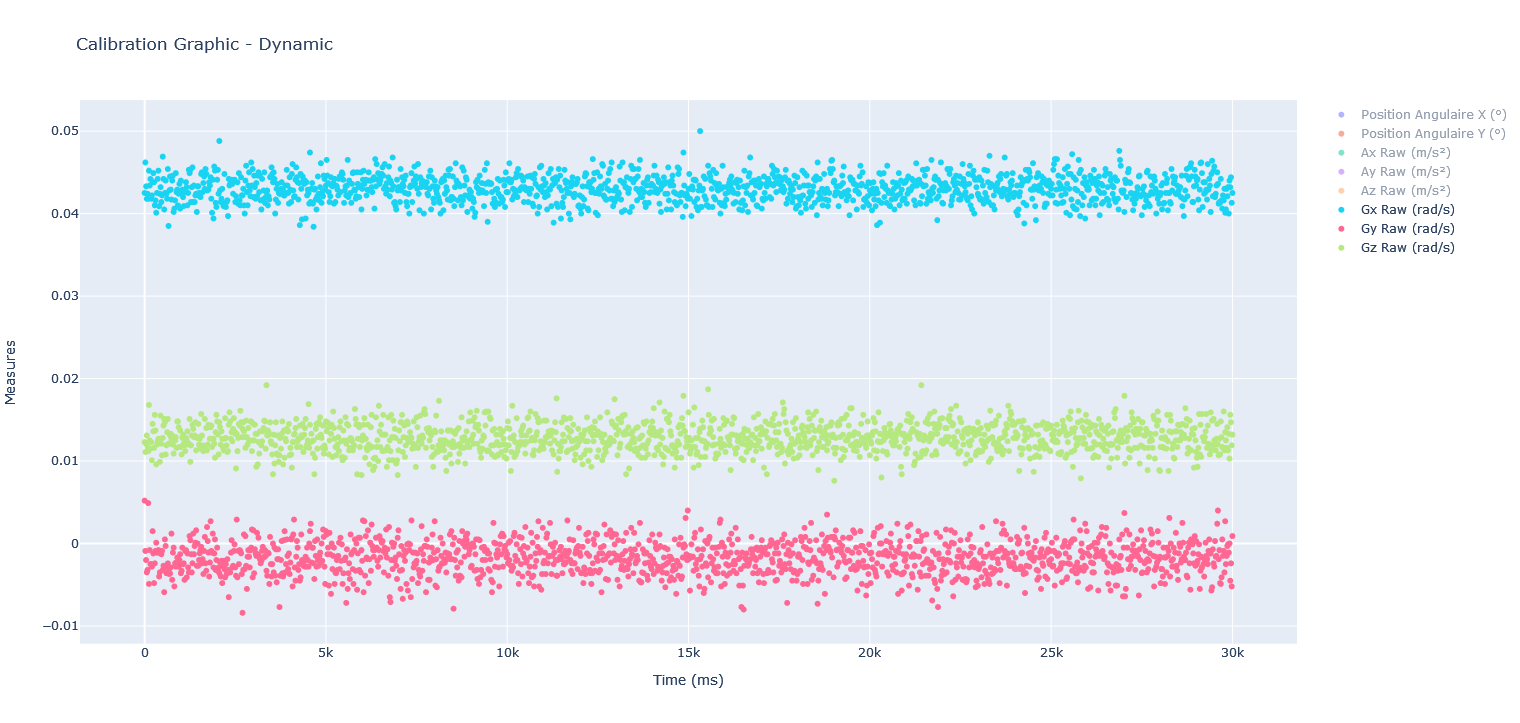 Calibration Graphic - Dynamic
0.05
0.04
0.03
0.02
0.01
0
−0.01
Measures
0 5k 10k 15k 20k 25k 30k
Time (ms)
Position Angulaire X (°)
Position Angulaire Y (°)
Ax Raw (m/s²)
Ay Raw (m/s²)
Az Raw (m/s²)
Gx Raw (rad/s)
Gy Raw (rad/s)
Gz Raw (rad/s)